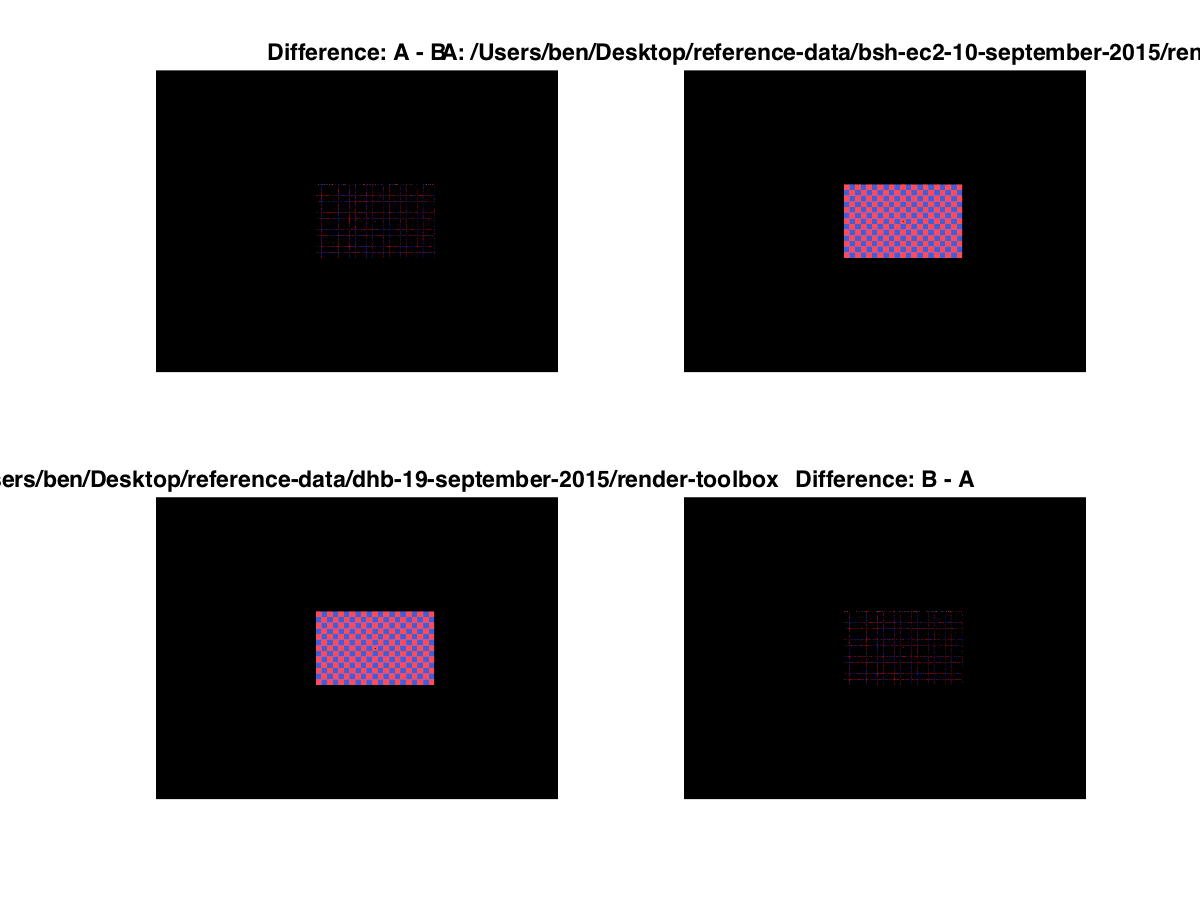 Difference: A - B
A: /Users/ben/Desktop/reference-data/bsh-ec2-10-september-2015/ren
sers/ben/Desktop/reference-data/dhb-19-september-2015/render-toolbox
Difference: B - A